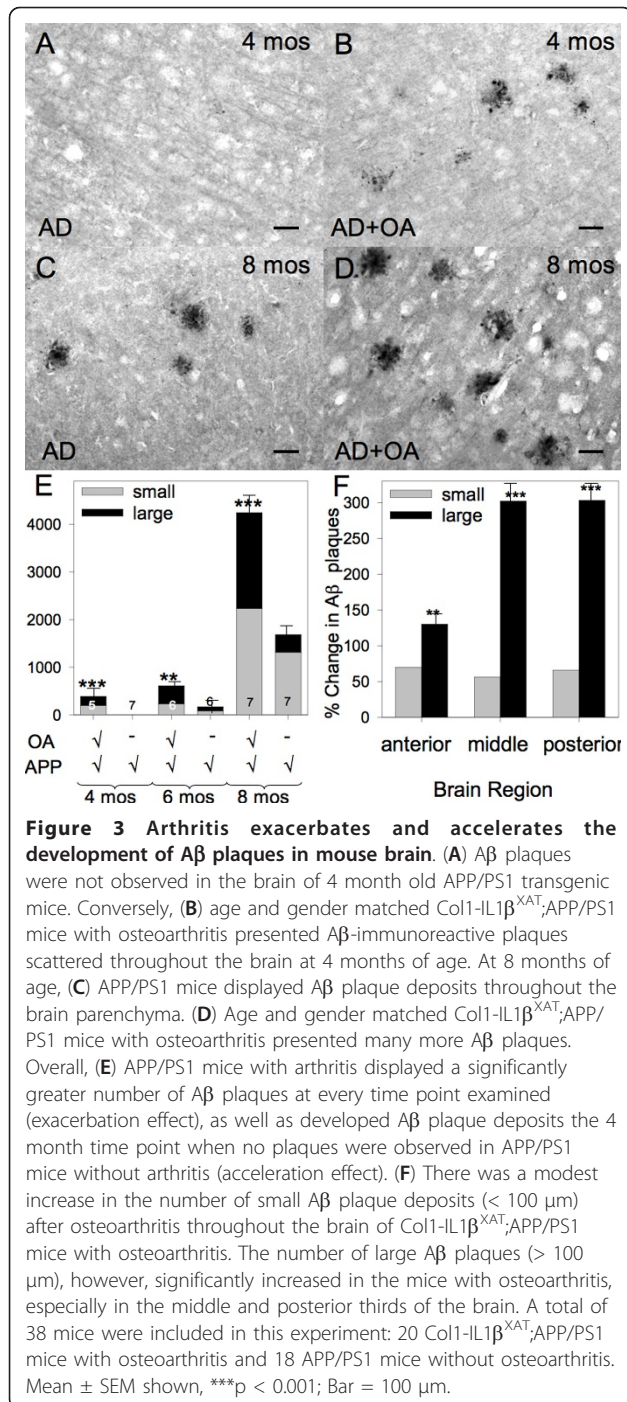 A 4 mos
AD
B 4 mos
AD+OA
C 8 mos
AD
D 8 mos
AD+OA
E
small
large
4000
3000
2000
1000
0
***
**
***
5 7 6 6 7 7
OA √ - √ - √ -
APP √ √ √ √ √ √
4 mos 6 mos 8 mos
F
small
large
% Change in Aβ plaques
300
250
200
150
100
50
0
**
***
***
anterior middle posterior
Brain Region
Figure 3 Arthritis exacerbates and accelerates the
development of Aβ plaques in mouse brain. (A) Aβ plaques
were not observed in the brain of 4 month old APP/PS1 transgenic
mice. Conversely, (B) age and gender matched Col1-IL1β^XAT;APP/PS1
mice with osteoarthritis presented Aβ-immunoreactive plaques
scattered throughout the brain at 4 months of age. At 8 months of
age, (C) APP/PS1 mice displayed Aβ plaque deposits throughout the
brain parenchyma. (D) Age and gender matched Col1-IL1β^XAT;APP/
PS1 mice with osteoarthritis presented many more Aβ plaques.
Overall, (E) APP/PS1 mice with arthritis displayed a significantly
greater number of Aβ plaques at every time point examined
(exacerbation effect), as well as developed Aβ plaque deposits the 4
month time point when no plaques were observed in APP/PS1
mice without arthritis (acceleration effect). (F) There was a modest
increase in the number of small Aβ plaque deposits (< 100 μm)
after osteoarthritis throughout the brain of Col1-IL1β^XAT;APP/PS1
mice with osteoarthritis. The number of large Aβ plaques (> 100
μm), however, significantly increased in the mice with osteoarthritis,
especially in the middle and posterior thirds of the brain. A total of
38 mice were included in this experiment: 20 Col1-IL1β^XAT;APP/PS1
mice with osteoarthritis and 18 APP/PS1 mice without osteoarthritis.
Mean ± SEM shown, ***p < 0.001; Bar = 100 μm.